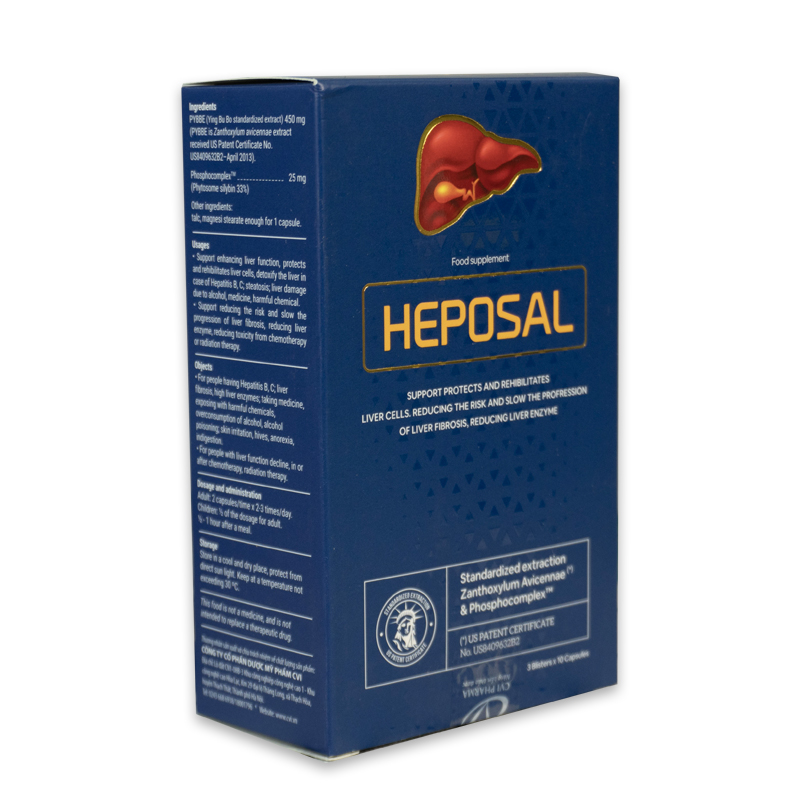 Ingredients
PYBBE (Ying Bu Bo standardized extract) 450 mg
(PYBBE is Zanthoxylum avicennae extract
received US Patent Certificate No.
US8409632B2-April 2013).
Phosphocomplex™ 25 mg
(Phytosome silybin 33%)
Other ingredients:
talc, magnesi stearate enough for 1 capsule.
Usages
• Support enhancing liver function, protects
and rehibilitates liver cells, detoxify the liver in
case of Hepatitis B, C; steatosis; liver damage
due to alcohol, medicine, harmful chemical.
• Support reducing the risk and slow the
progression of liver fibrosis, reducing liver
enzyme, reducing toxicity from chemotherapy
or radiation therapy.
Objects
• For people having Hepatitis B, C; liver
fibrosis, high liver enzymes; taking medicine,
exposing with harmful chemicals,
overconsumption of alcohol, alcohol
poisoning; skin irritation, hives, anorexia,
indigestion.
• For people with liver function decline, in or
after chemotherapy, radiation therapy.
Dosage and administration
Adult: 2 capsules/time x 2-3 times/day.
Children: ½ of the dosage for adult.
½ - 1 hour after a meal.
Storage
Store in a cool and dry place, protect from
direct sun light. Keep at a temperature not
exceeding 30 °C.
This food is not a medicine, and is not
intended to replace a therapeutic drug.
CÔNG TY CỔ PHẦN DƯỢC MỸ PHẨM CVI
Food supplement
HEPOSAL
SUPPORT PROTECTS AND REHIBILITATES
LIVER CELLS. REDUCING THE RISK AND SLOW THE PROFRESSION
OF LIVER FIBROSIS, REDUCING LIVER ENZYME
STANDARDIZED EXTRACTION
US PATENT CERTIFICATE
Standardized extraction
Zanthoxylum Avicennae (*)
& Phosphocomplex™
(*) US PATENT CERTIFICATE
No. US8409632B2
3 Blisters x 10 Capsules
CVI PHARMA